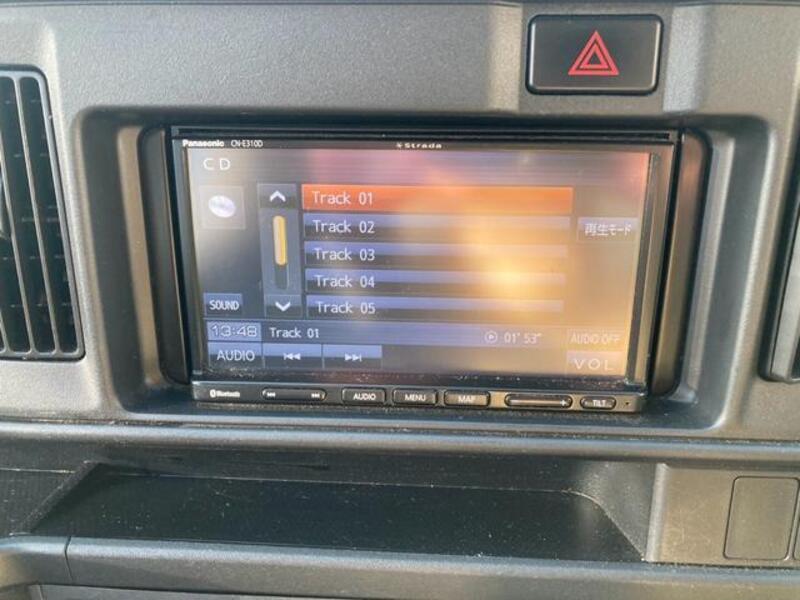 Panasonic CN-E310D
Strada
CD
Track 01
Track 02
再生モード
Track 03
Track 04
SOUND
Track 05
13:48
Track 01
01' 53"
AUDIO OFF
AUDIO
VOL
Bluetooth
AUDIO
MENU
MAP
+
TILT